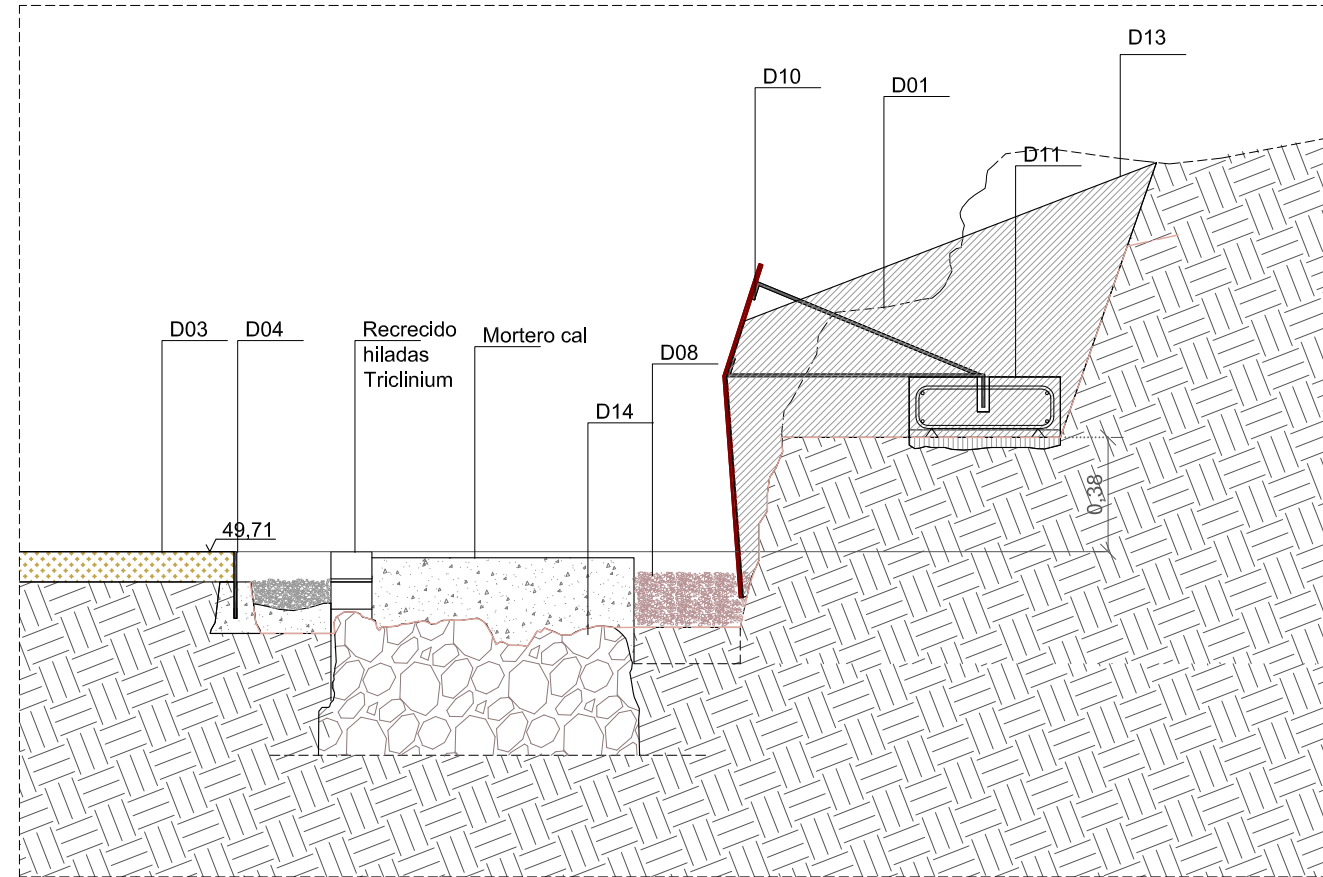 D13
D10
D01
D11
D03
D04
Recrecido
hiladas
Triclinium
Mortero cal
D08
D14
49,71
0,38